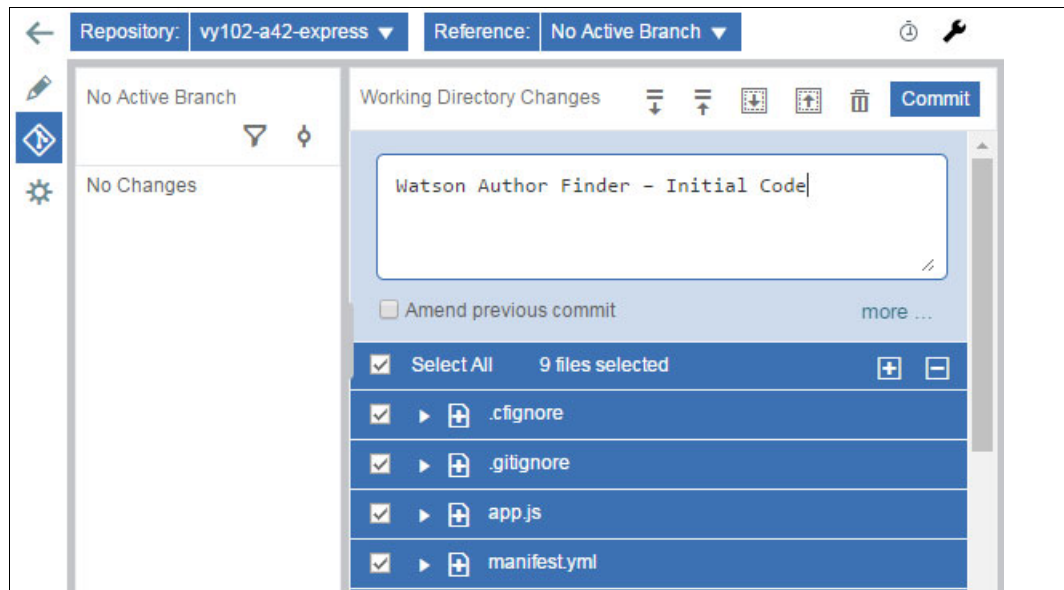 Repository: vy102-a42-express Reference: No Active Branch
No Active Branch
No Changes
Working Directory Changes Commit
Watson Author Finder – Initial Code
Amend previous commit more ...
Select All 9 files selected
.cfignore
.gitignore
app.js
manifest.yml